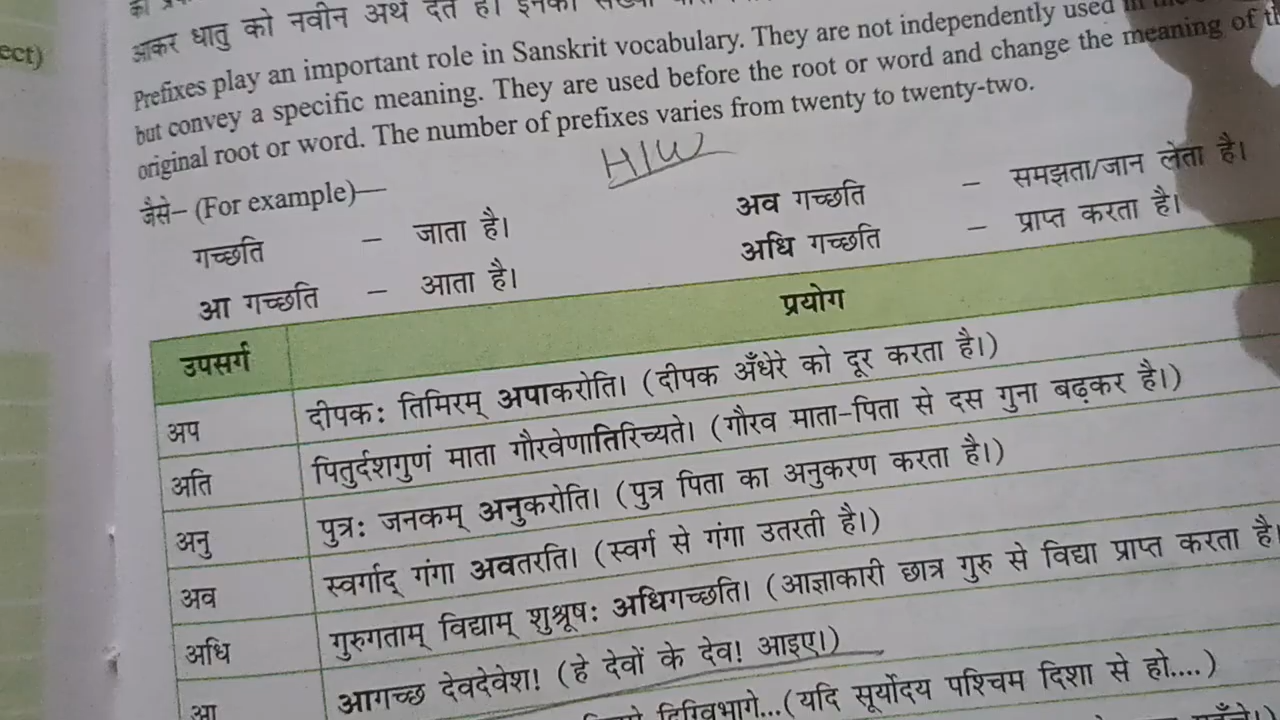 ect)
आकर धातु को नवीन अर्थ देते हैं। इनकी संख्या
Prefixes play an important role in Sanskrit vocabulary. They are not independently used in
but convey a specific meaning. They are used before the root or word and change the meaning of
original root or word. The number of prefixes varies from twenty to twenty-two.
H/W
जैसे– (For example)—
गच्छति – जाता है। अव गच्छति – समझता/जान लेता है।
आ गच्छति – आता है। अधि गच्छति – प्राप्त करता है।
उपसर्ग प्रयोग
अप दीपकः तिमिरम् अपाकरोति। (दीपक अँधेरे को दूर करता है।)
अति पितुर्दशगुणं माता गौरवेणातिरिच्यते। (गौरव माता-पिता से दस गुना बढ़कर है।)
अनु पुत्रः जनकम् अनुकरोति। (पुत्र पिता का अनुकरण करता है।)
अव स्वर्गाद् गंगा अवतरति। (स्वर्ग से गंगा उतरती है।)
अधि गुरुगताम् विद्याम् शुश्रूषः अधिगच्छति। (आज्ञाकारी छात्र गुरु से विद्या प्राप्त करता है।
आ आगच्छ देवदेवेश! (हे देवों के देव! आइए।)
दिग्विभागे...(यदि सूर्योदय पश्चिम दिशा से हो....)